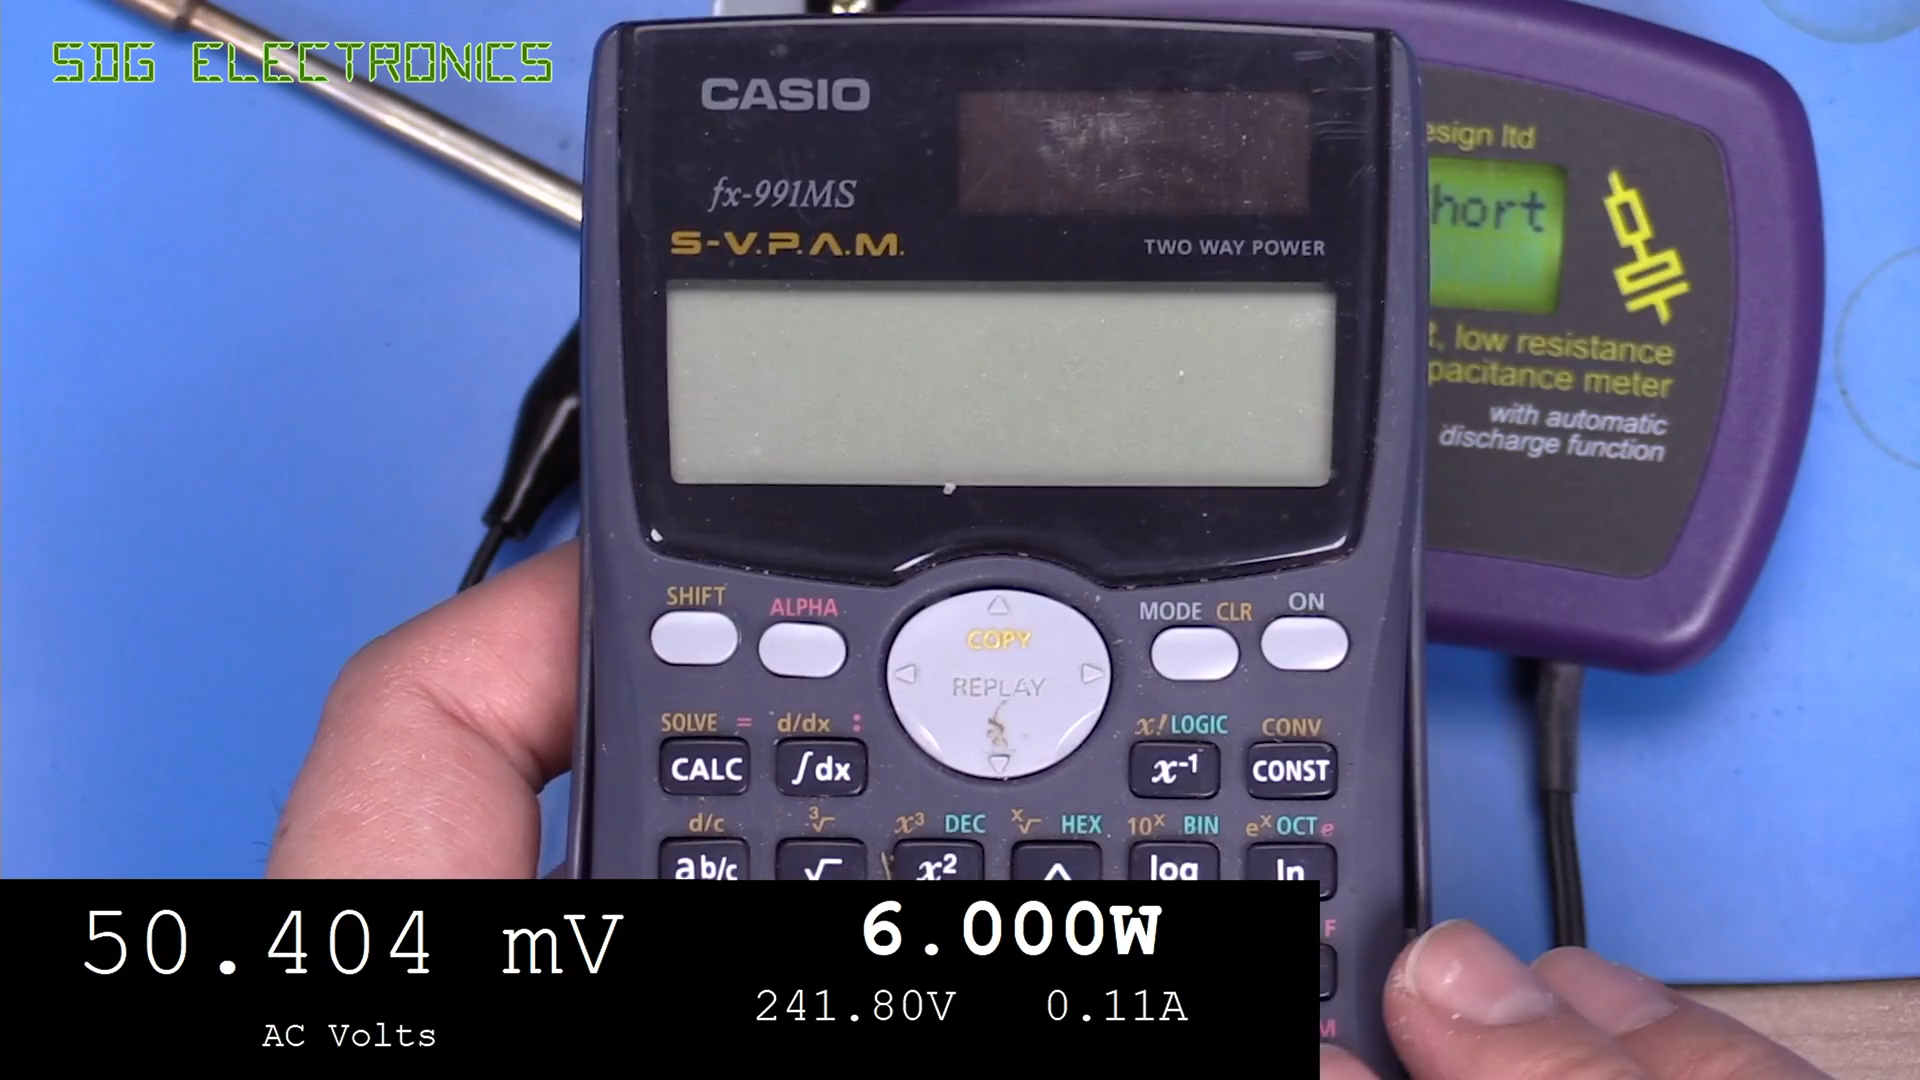 SDG ELECTRONICS
CASIO
fx-991MS
S-V.P.A.M.
TWO WAY POWER
esign ltd
hort
, low resistance
pacitance meter
with automatic
discharge function
SHIFT
ALPHA
COPY
REPLAY
MODE CLR
ON
SOLVE =
d/dx :
x! LOGIC
CONV
CALC
∫dx
x⁻¹
CONST
d/c
³√
x³ DEC
ˣ√ HEX
10ˣ BIN
eˣ OCT e
ab/c
√
x²
^
log
ln
F
M
50.404 mV
AC Volts
6.000W
241.80V 0.11A